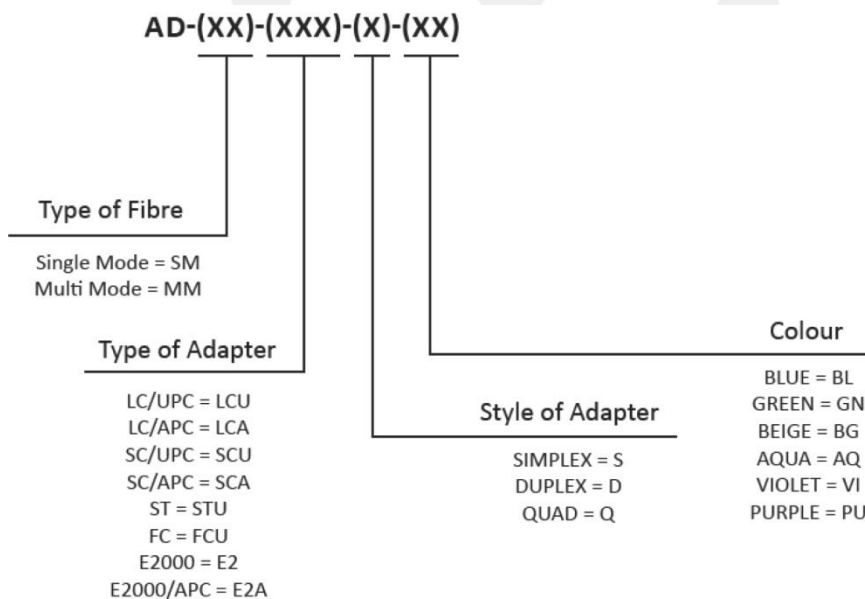 AD-(XX)-(XXX)-(X)-(XX)
Type of Fibre
Single Mode = SM
Multi Mode = MM
Type of Adapter
LC/UPC = LCU
LC/APC = LCA
SC/UPC = SCU
SC/APC = SCA
ST = STU
FC = FCU
E2000 = E2
E2000/APC = E2A
Style of Adapter
SIMPLEX = S
DUPLEX = D
QUAD = Q
Colour
BLUE = BL
GREEN = GN
BEIGE = BG
AQUA = AQ
VIOLET = VI
PURPLE = PU